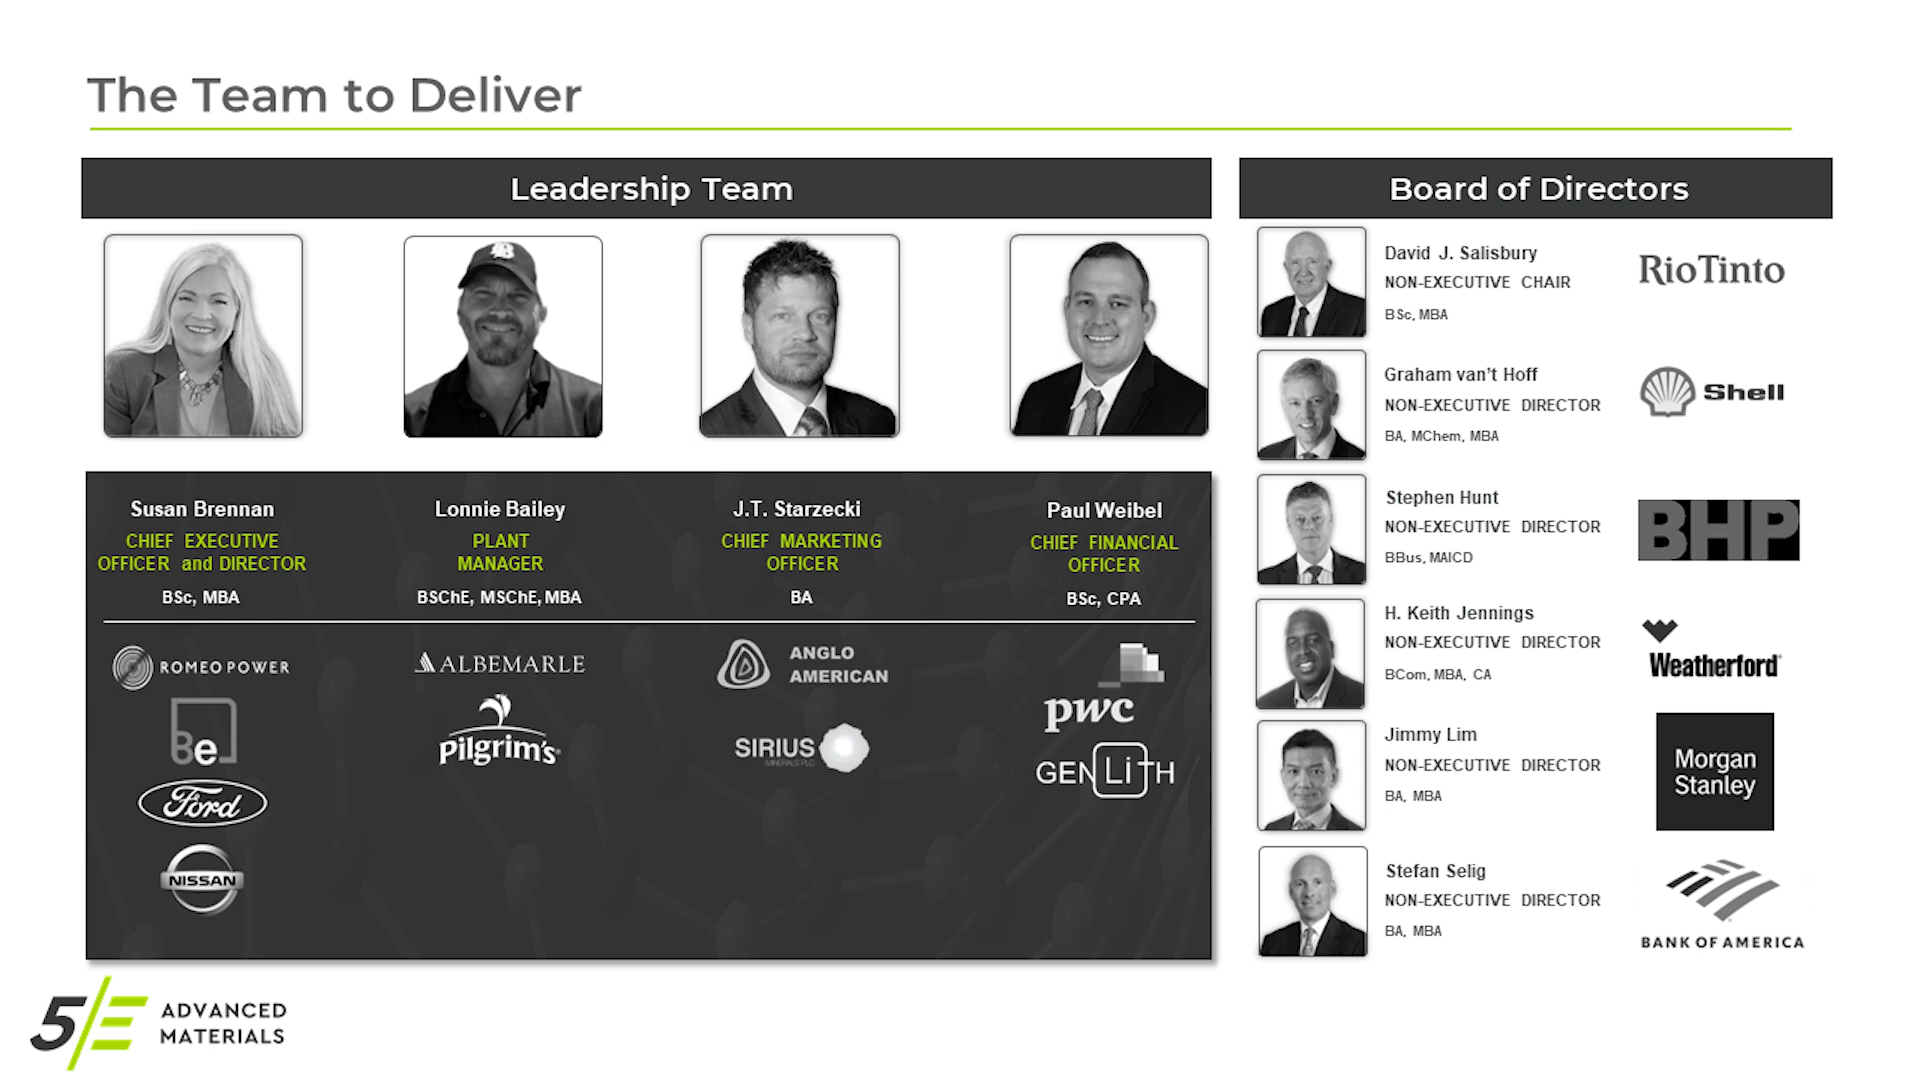 The Team to Deliver
Leadership Team
Susan Brennan
CHIEF EXECUTIVE
OFFICER and DIRECTOR
BSc, MBA
ROMEO POWER
Be
Ford
NISSAN
Lonnie Bailey
PLANT
MANAGER
BSChE, MSChE, MBA
ALBEMARLE
Pilgrim's
J.T. Starzecki
CHIEF MARKETING
OFFICER
BA
ANGLO
AMERICAN
SIRIUS
MINERALS PLC
Paul Weibel
CHIEF FINANCIAL
OFFICER
BSc, CPA
pwc
GENLiTH
Board of Directors
David J. Salisbury
NON-EXECUTIVE CHAIR
BSc, MBA
RioTinto
Graham van't Hoff
NON-EXECUTIVE DIRECTOR
BA, MChem, MBA
Shell
Stephen Hunt
NON-EXECUTIVE DIRECTOR
BBus, MAICD
BHP
H. Keith Jennings
NON-EXECUTIVE DIRECTOR
BCom, MBA, CA
Weatherford
Jimmy Lim
NON-EXECUTIVE DIRECTOR
BA, MBA
Morgan
Stanley
Stefan Selig
NON-EXECUTIVE DIRECTOR
BA, MBA
BANK OF AMERICA
5/E ADVANCED
MATERIALS